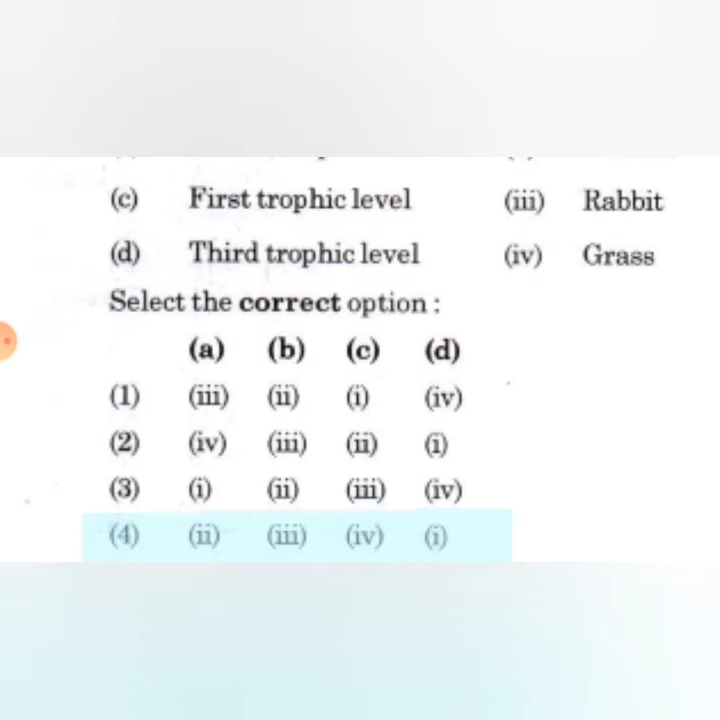 (c) First trophic level (iii) Rabbit
(d) Third trophic level (iv) Grass
Select the correct option :
(a) (b) (c) (d)
(1) (iii) (ii) (i) (iv)
(2) (iv) (iii) (ii) (i)
(3) (i) (ii) (iii) (iv)
(4) (ii) (iii) (iv) (i)